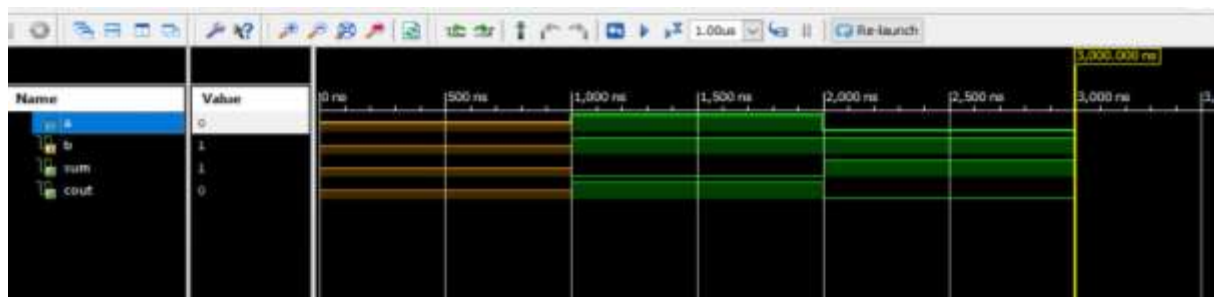 1.00us Re-launch
3,000.000 ns
Name Value 0 ns 500 ns 1,000 ns 1,500 ns 2,000 ns 2,500 ns 3,000 ns 3,
a 0
b 1
sum 1
cout 0